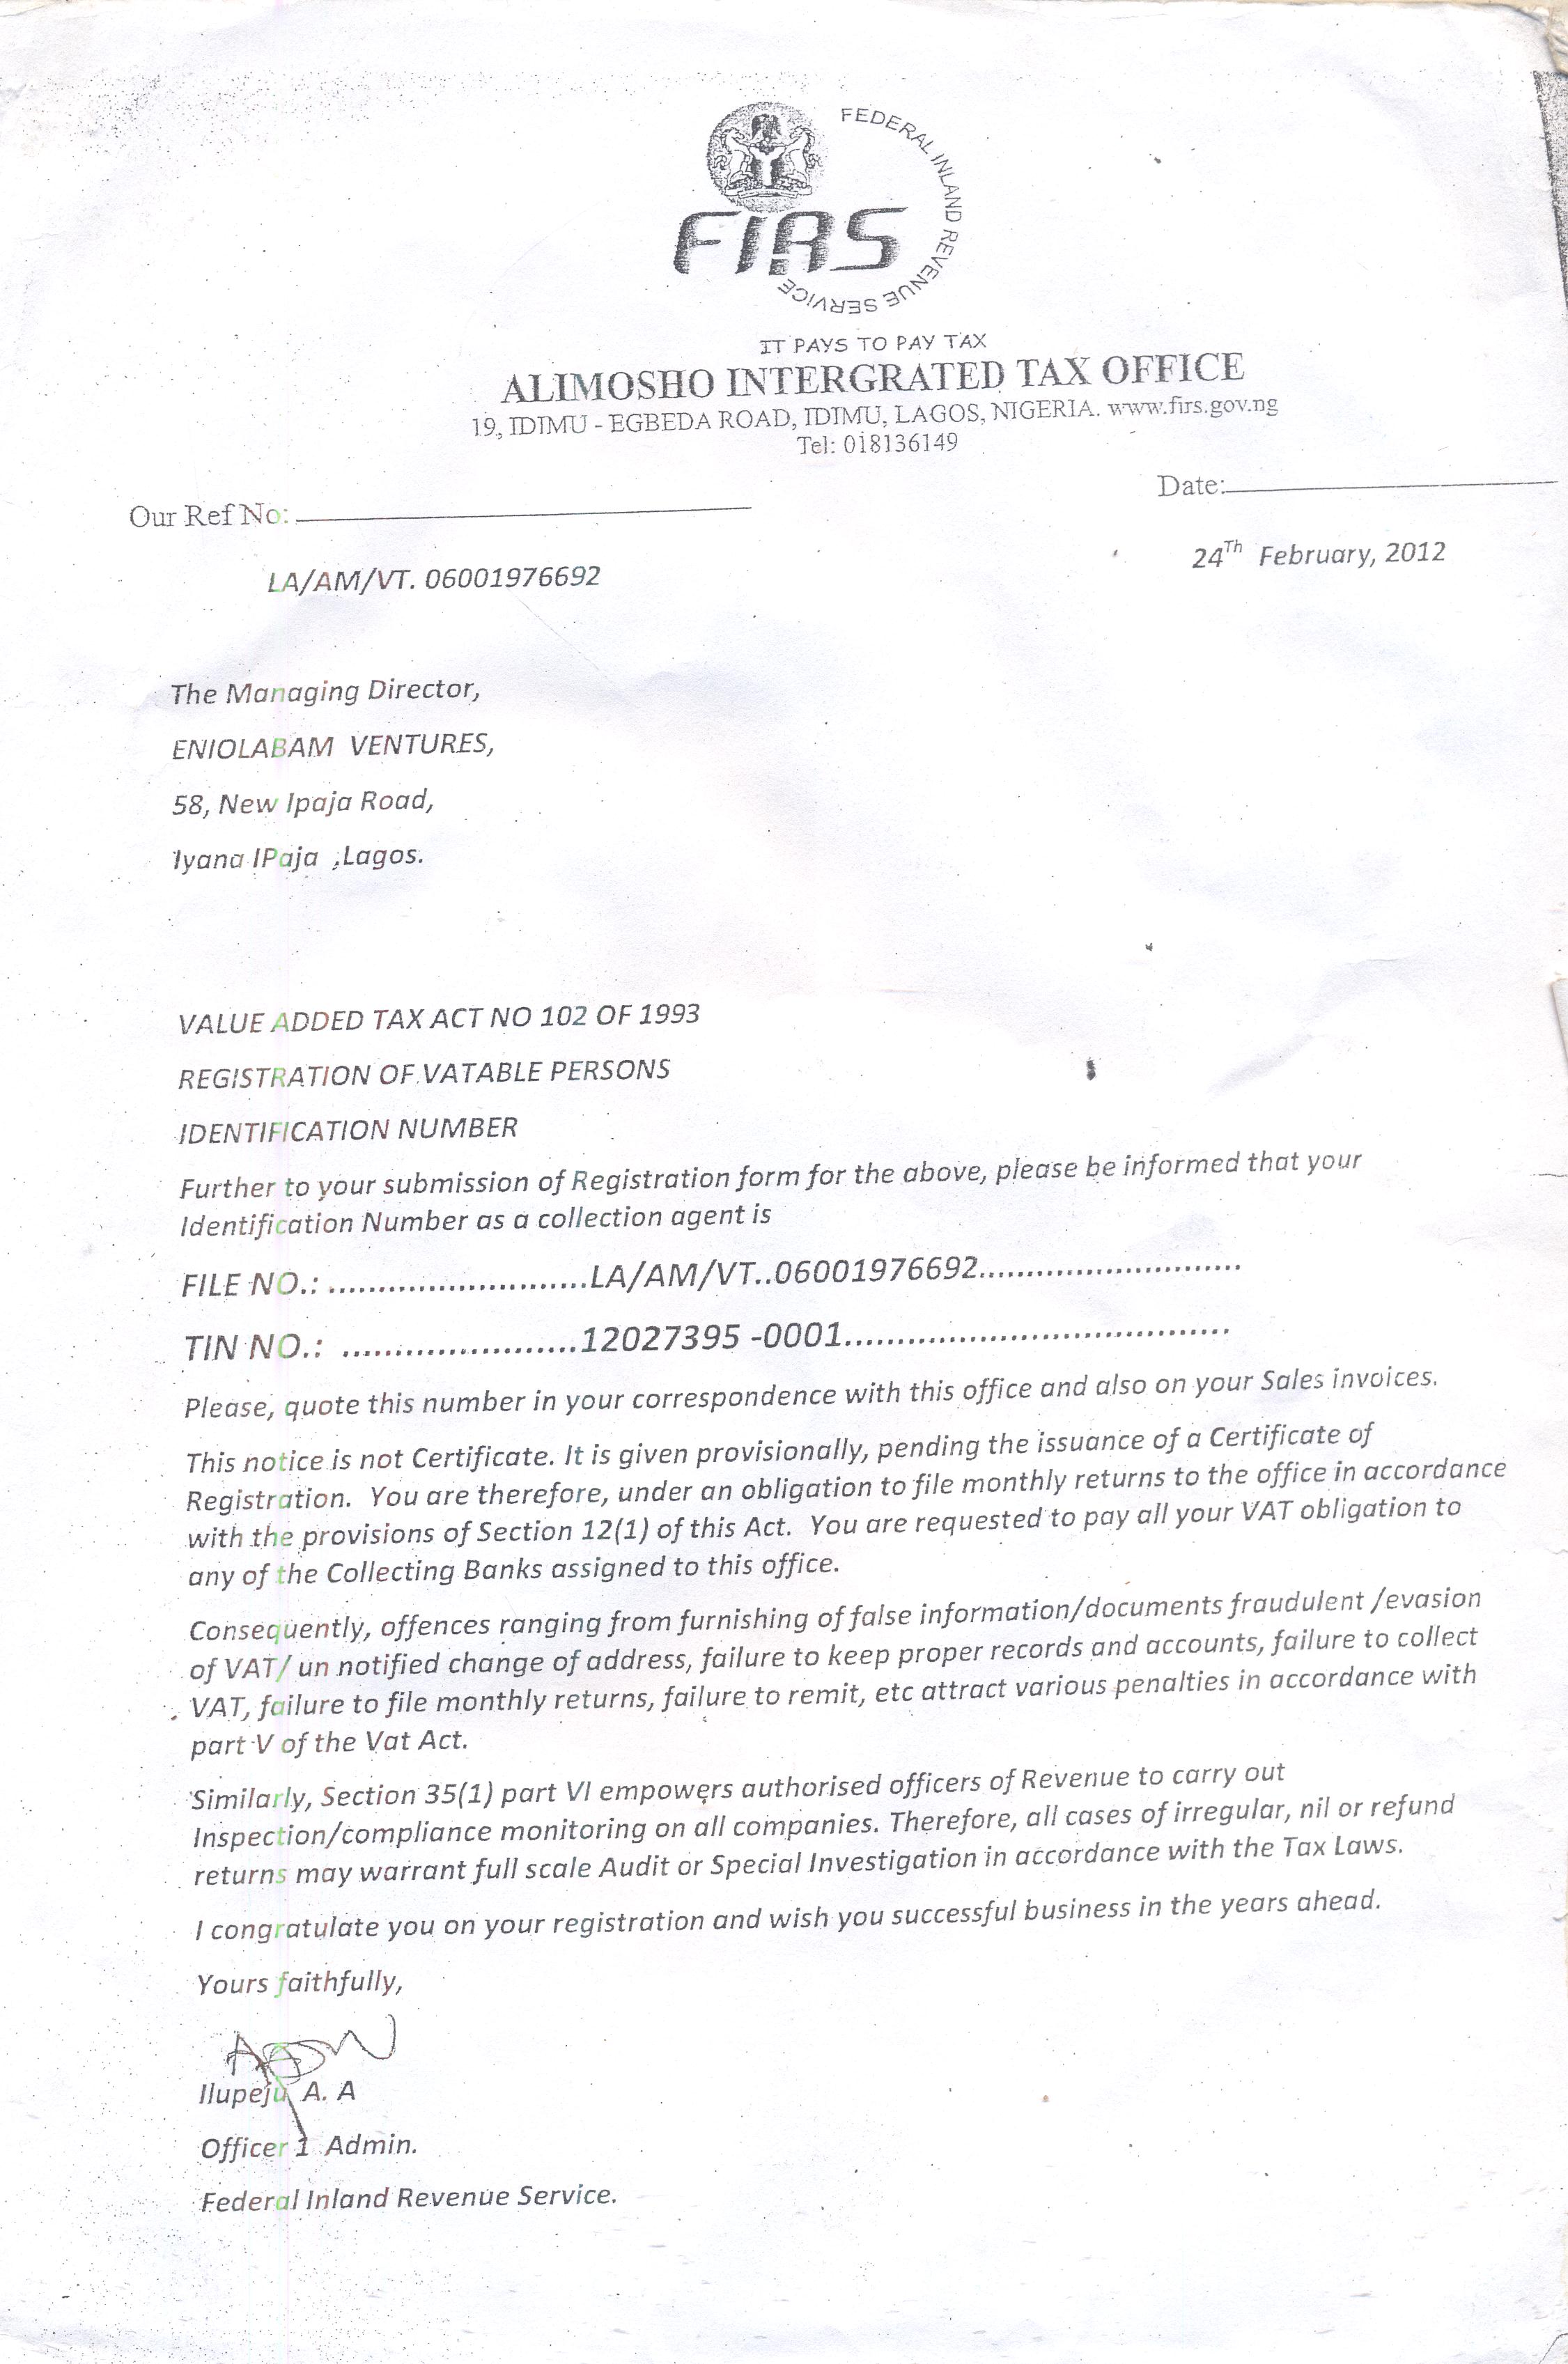 FEDERAL INLAND REVENUE SERVICE
FIRS
IT PAYS TO PAY TAX
ALIMOSHO INTERGRATED TAX OFFICE
19, IDIMU - EGBEDA ROAD, IDIMU, LAGOS, NIGERIA. www.firs.gov.ng
Tel: 018136149
Our Ref No:
Date:
LA/AM/VT. 06001976692
24Th February, 2012
The Managing Director,
ENIOLABAM VENTURES,
58, New Ipaja Road,
Iyana IPaja ,Lagos.
VALUE ADDED TAX ACT NO 102 OF 1993
REGISTRATION OF VATABLE PERSONS
IDENTIFICATION NUMBER
Further to your submission of Registration form for the above, please be informed that your
Identification Number as a collection agent is
FILE NO.: ..........................LA/AM/VT..06001976692...........................
TIN NO.: .......................12027395 -0001.....................................
Please, quote this number in your correspondence with this office and also on your Sales invoices.
This notice is not Certificate. It is given provisionally, pending the issuance of a Certificate of
Registration. You are therefore, under an obligation to file monthly returns to the office in accordance
with the provisions of Section 12(1) of this Act. You are requested to pay all your VAT obligation to
any of the Collecting Banks assigned to this office.
Consequently, offences ranging from furnishing of false information/documents fraudulent /evasion
of VAT/ un notified change of address, failure to keep proper records and accounts, failure to collect
VAT, failure to file monthly returns, failure to remit, etc attract various penalties in accordance with
part V of the Vat Act.
Similarly, Section 35(1) part VI empowers authorised officers of Revenue to carry out
Inspection/compliance monitoring on all companies. Therefore, all cases of irregular, nil or refund
returns may warrant full scale Audit or Special Investigation in accordance with the Tax Laws.
I congratulate you on your registration and wish you successful business in the years ahead.
Yours faithfully,
Ilupeju A. A
Officer 1 Admin.
Federal Inland Revenue Service.